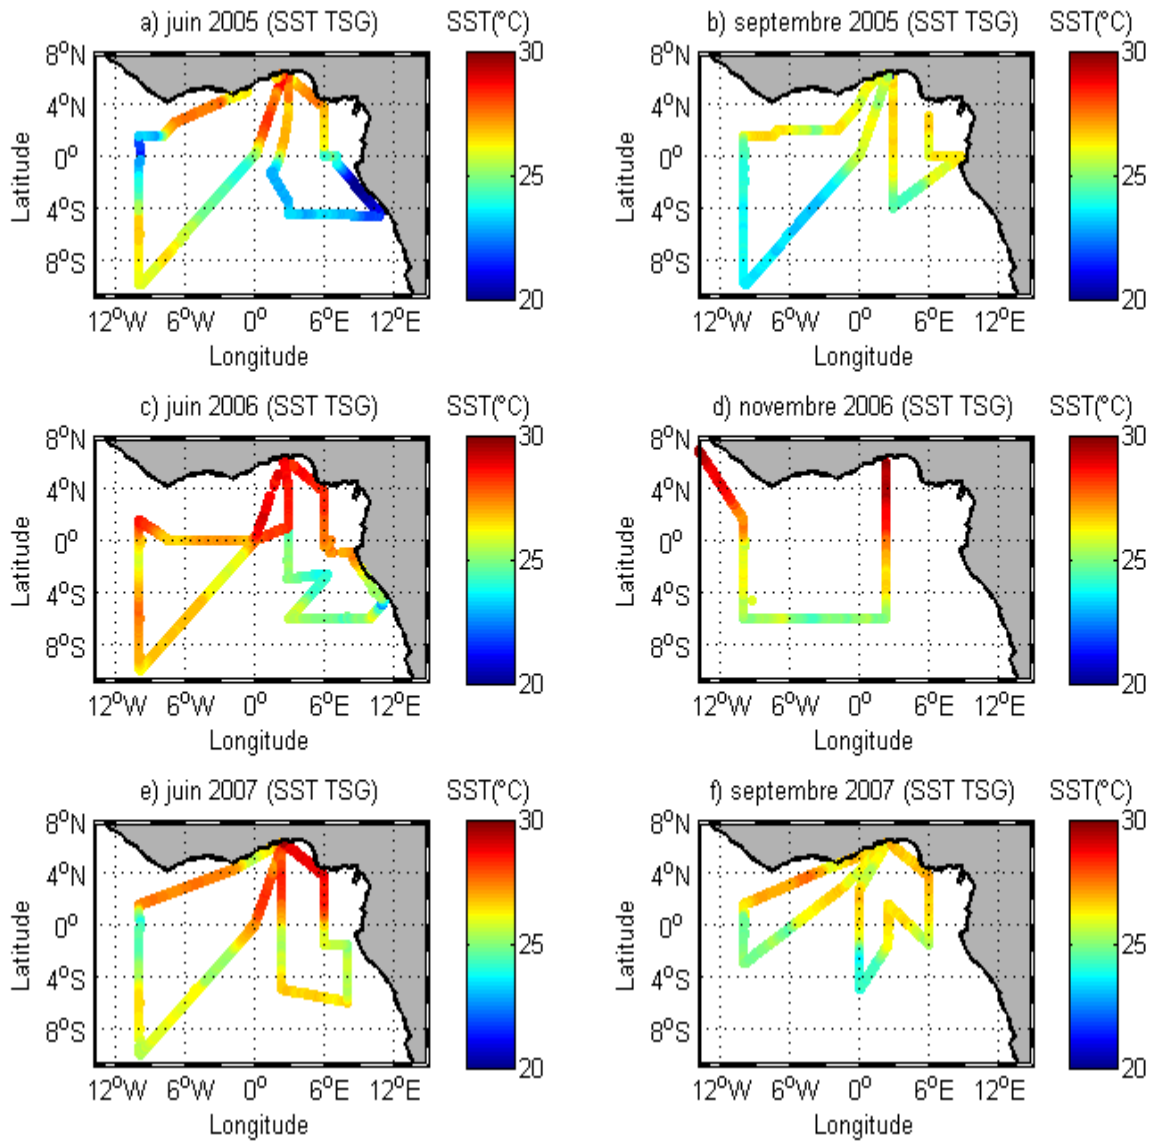 a) juin 2005 (SST TSG) SST(°C) b) septembre 2005 (SST TSG) SST(°C)
8°N 30 8°N 30
4°N 4°N
0° 25 0° 25
4°S 4°S
8°S 20 8°S 20
Latitude Latitude
12°W 6°W 0° 6°E 12°E 12°W 6°W 0° 6°E 12°E
Longitude Longitude
c) juin 2006 (SST TSG) SST(°C) d) novembre 2006 (SST TSG) SST(°C)
8°N 30 8°N 30
4°N 4°N
0° 25 0° 25
4°S 4°S
8°S 20 8°S 20
Latitude Latitude
12°W 6°W 0° 6°E 12°E 12°W 6°W 0° 6°E 12°E
Longitude Longitude
e) juin 2007 (SST TSG) SST(°C) f) septembre 2007 (SST TSG) SST(°C)
8°N 30 8°N 30
4°N 4°N
0° 25 0° 25
4°S 4°S
8°S 20 8°S 20
Latitude Latitude
12°W 6°W 0° 6°E 12°E 12°W 6°W 0° 6°E 12°E
Longitude Longitude